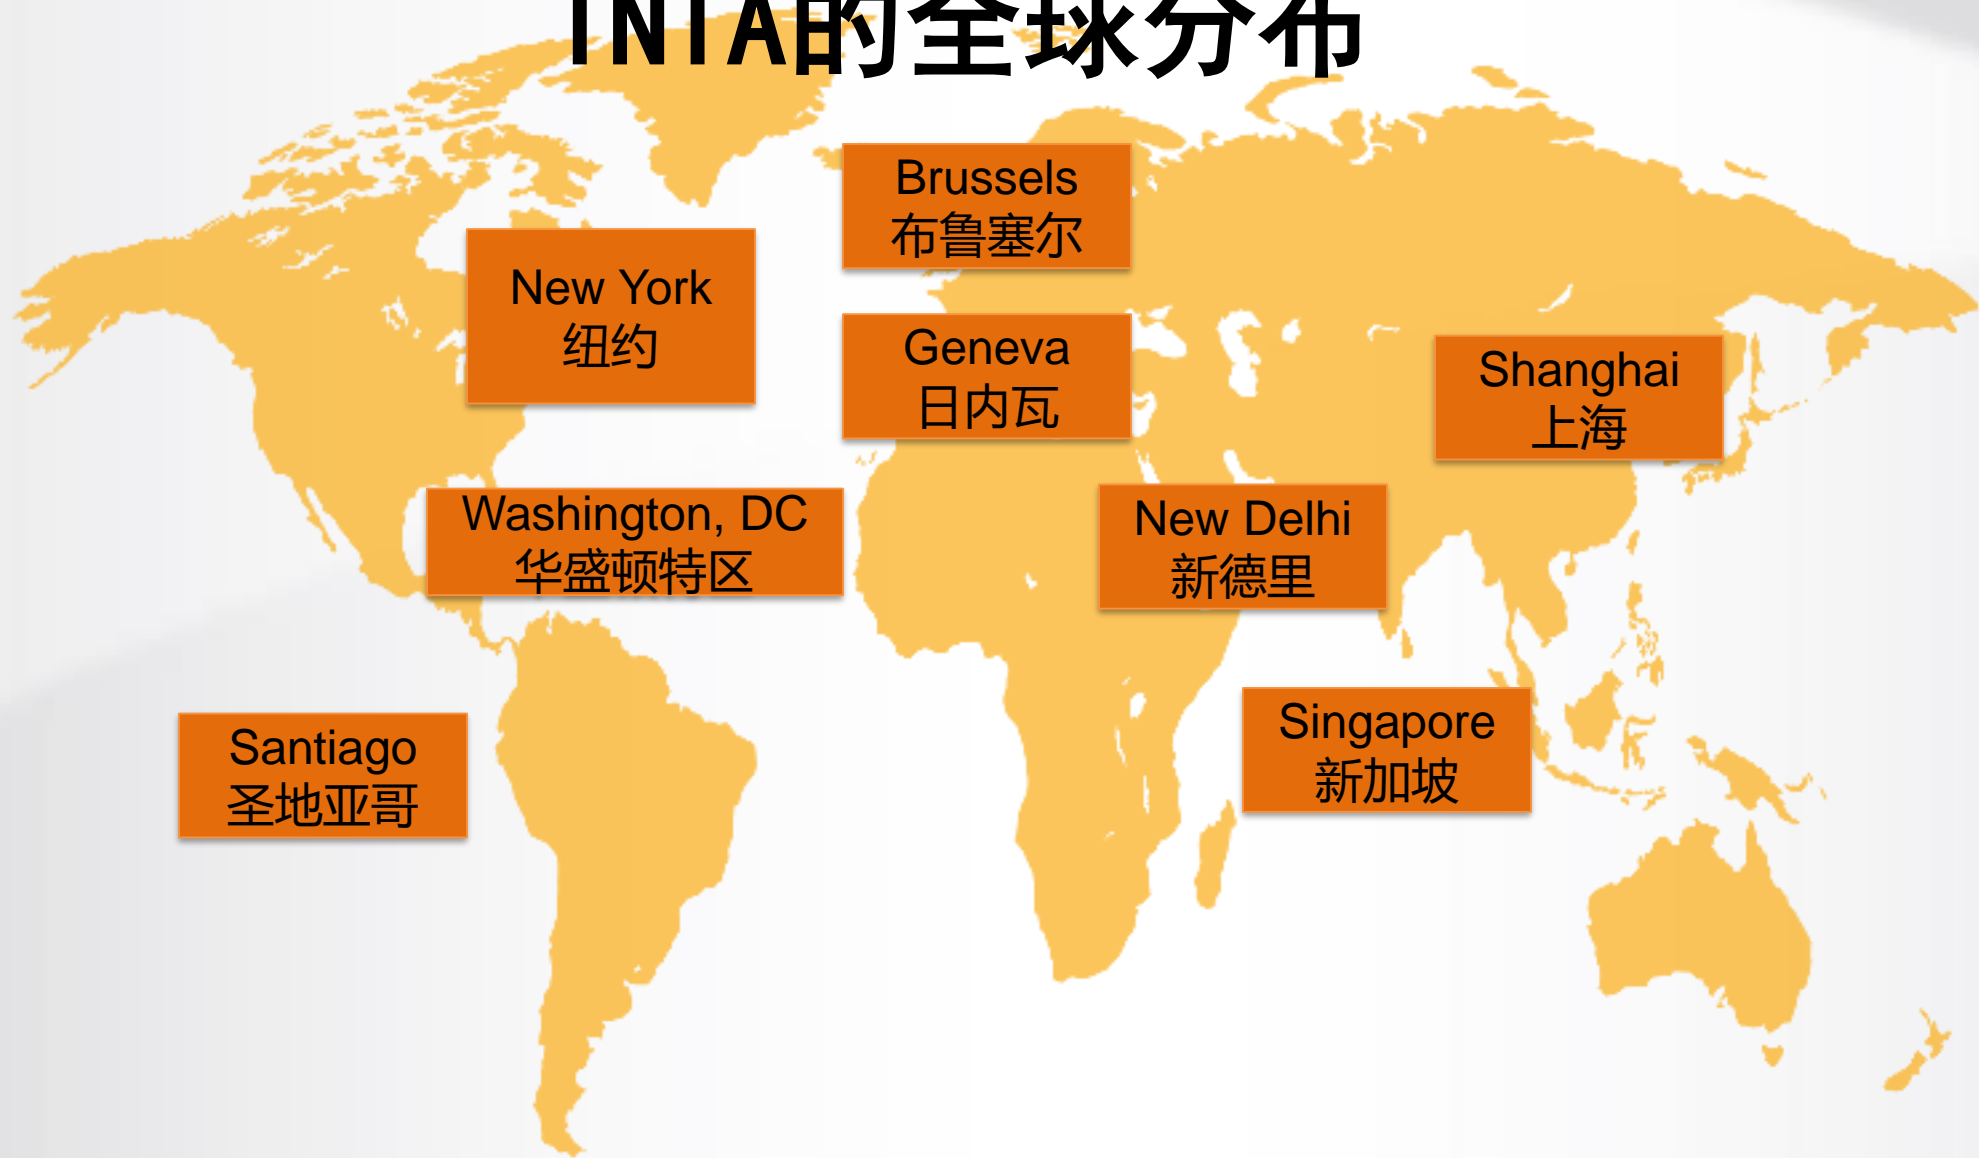 INTA的全球分布
Brussels
布鲁塞尔
New York
纽约
Geneva
日内瓦
Shanghai
上海
Washington, DC
华盛顿特区
New Delhi
新德里
Santiago
圣地亚哥
Singapore
新加坡